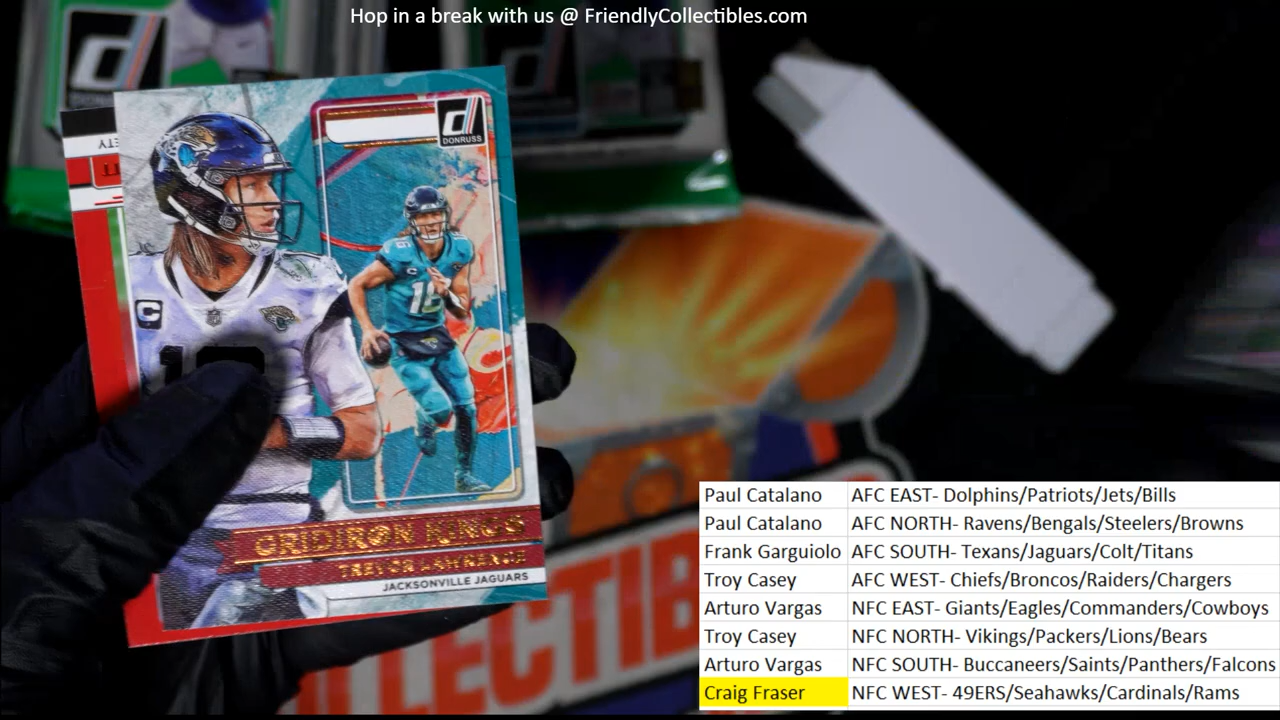 Hop in a break with us @ FriendlyCollectibles.com
DONRUSS
C
16
GRIDIRON KINGS
TREVOR LAWRENCE
JACKSONVILLE JAGUARS
LECTIB
Paul Catalano AFC EAST- Dolphins/Patriots/Jets/Bills
Paul Catalano AFC NORTH- Ravens/Bengals/Steelers/Browns
Frank Garguiolo AFC SOUTH- Texans/Jaguars/Colt/Titans
Troy Casey AFC WEST- Chiefs/Broncos/Raiders/Chargers
Arturo Vargas NFC EAST- Giants/Eagles/Commanders/Cowboys
Troy Casey NFC NORTH- Vikings/Packers/Lions/Bears
Arturo Vargas NFC SOUTH- Buccaneers/Saints/Panthers/Falcons
Craig Fraser NFC WEST- 49ERS/Seahawks/Cardinals/Rams